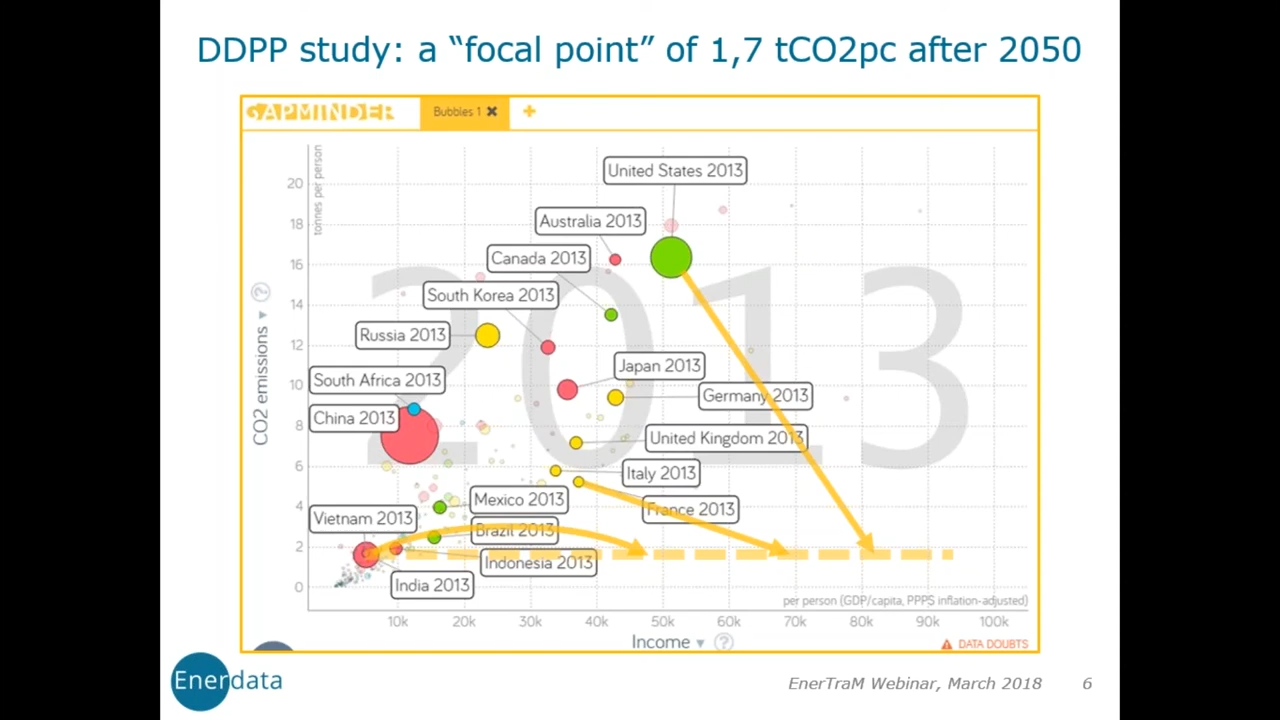 DDPP study: a “focal point” of 1,7 tCO2pc after 2050
GAPMINDER
Bubbles 1 ✖
+
2013
tonnes per person
CO2 emissions ▼ ?
20
18
16
14
12
10
8
6
4
2
0
United States 2013
Australia 2013
Canada 2013
South Korea 2013
Russia 2013
Japan 2013
South Africa 2013
Germany 2013
China 2013
United Kingdom 2013
Italy 2013
Mexico 2013
France 2013
Vietnam 2013
Brazil 2013
Indonesia 2013
India 2013
per person (GDP/capita, PPP$ inflation-adjusted)
10k 20k 30k 40k 50k 60k 70k 80k 90k 100k
Income ▼ ?
DATA DOUBTS
Enerdata
EnerTraM Webinar, March 2018 6